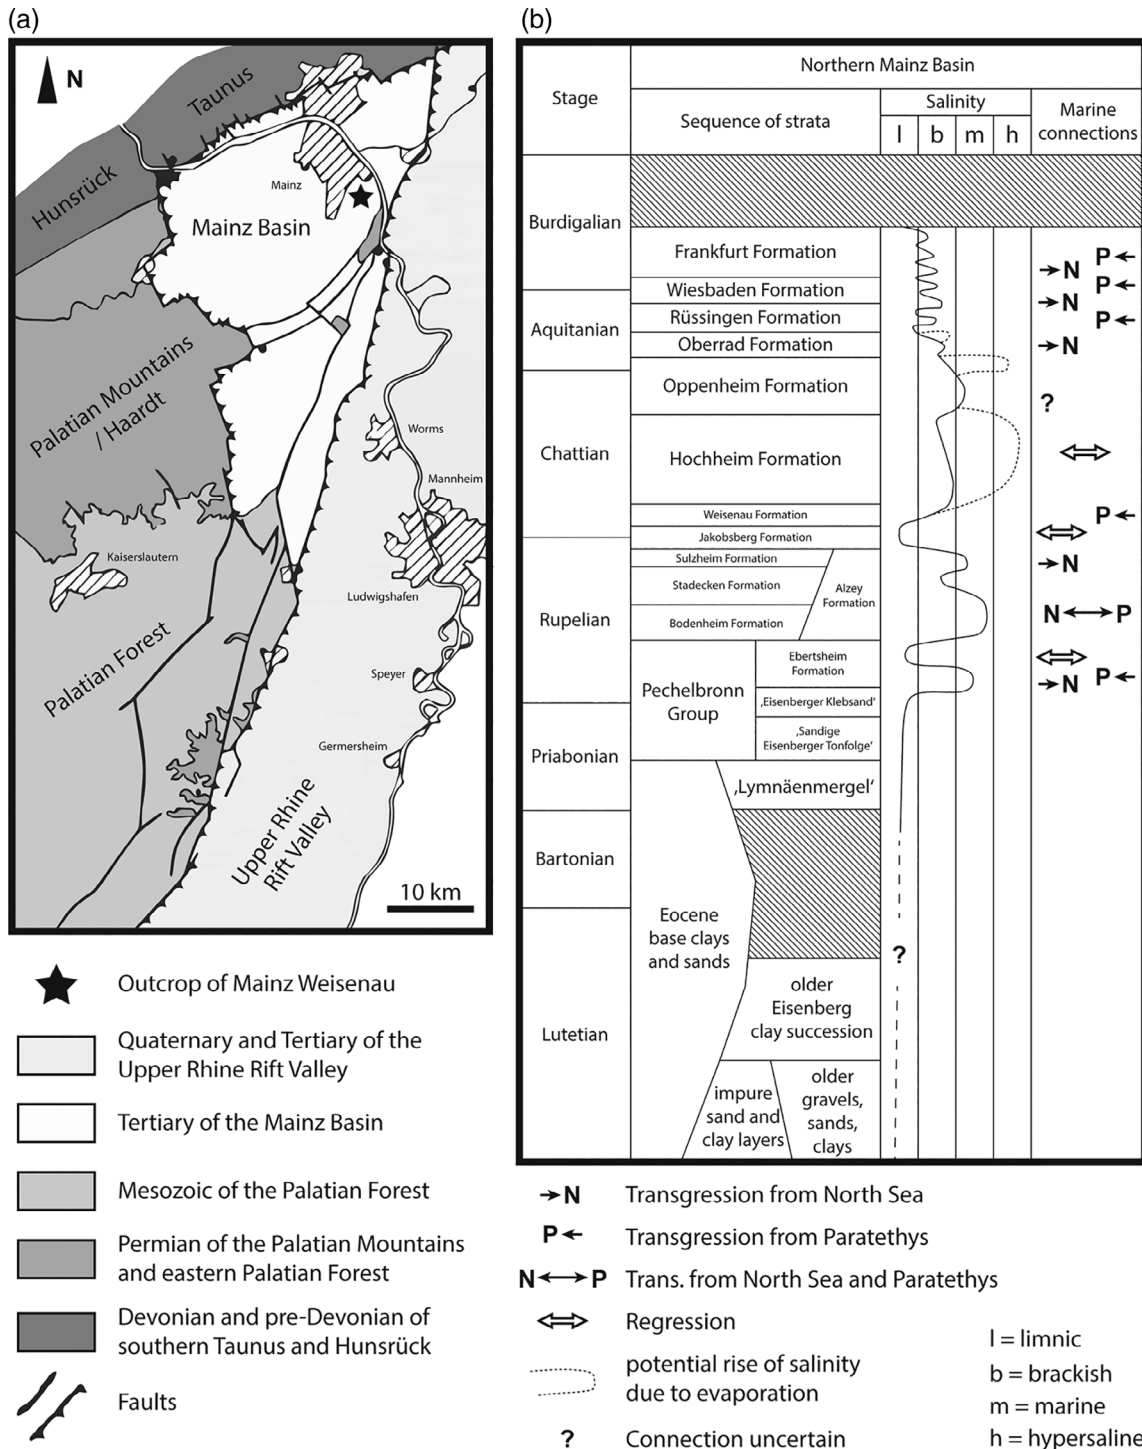 (a)
N
Taunus
Hunsrück
Mainz
Mainz Basin
Palatian Mountains
/ Haardt
Worms
Mannheim
Kaiserslautern
Ludwigshafen
Palatian Forest
Speyer
Germersheim
Upper Rhine
Rift Valley
10 km
Outcrop of Mainz Weisenau
Quaternary and Tertiary of the
Upper Rhine Rift Valley
Tertiary of the Mainz Basin
Mesozoic of the Palatian Forest
Permian of the Palatian Mountains
and eastern Palatian Forest
Devonian and pre-Devonian of
southern Taunus and Hunsrück
Faults
(b)
Stage
Northern Mainz Basin
Sequence of strata
Salinity
l b m h
Marine
connections
Burdigalian
Frankfurt Formation
P
N
Wiesbaden Formation
P
N
Aquitanian
Rüssingen Formation
P
Oberrad Formation
N
Oppenheim Formation
?
Chattian
Hochheim Formation
Weisenau Formation
P
Jakobsberg Formation
Rupelian
Sulzheim Formation
N
Stadecken Formation
Alzey
Formation
Bodenheim Formation
N P
Pechelbronn
Group
Ebertsheim
Formation
N P
‚Eisenberger Klebsand‘
‚Sandige
Eisenberger Tonfolge‘
Priabonian
‚Lymnäenmergel‘
Bartonian
Eocene
base clays
and sands
?
Lutetian
older
Eisenberg
clay succession
impure
sand and
clay layers
older
gravels,
sands,
clays
N Transgression from North Sea
P Transgression from Paratethys
N P Trans. from North Sea and Paratethys
Regression
potential rise of salinity
due to evaporation
? Connection uncertain
l = limnic
b = brackish
m = marine
h = hypersaline